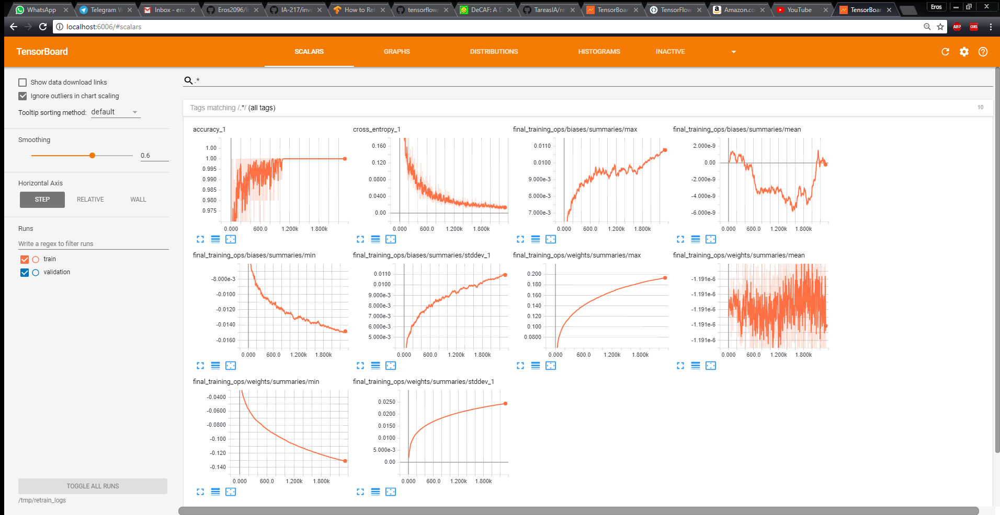 WhatsApp
Telegram W
Inbox - ero
Eros2096/I
IA-217/inve
How to Ret
tensorflow/
DeCAF: A D
TareasIA/re
TensorBoar
TensorFlow
Amazon.co
YouTube
TensorBoar
Eros
localhost:6006/#scalars
ABP
CORS
TensorBoard
SCALARS
GRAPHS
DISTRIBUTIONS
HISTOGRAMS
INACTIVE
Show data download links
Ignore outliers in chart scaling
Tooltip sorting method: default
Smoothing
0.6
Horizontal Axis
STEP RELATIVE WALL
Runs
Write a regex to filter runs
train
validation
TOGGLE ALL RUNS
/tmp/retrain_logs
.*
Tags matching /.*/ (all tags)
10
accuracy_1
1.00
1.00
0.995
0.990
0.985
0.980
0.975
0.000 600.0 1.200k 1.800k
cross_entropy_1
0.160
0.120
0.0800
0.0400
0.00
0.000 600.0 1.200k 1.800k
final_training_ops/biases/summaries/max
0.0110
0.0100
9.000e-3
8.000e-3
7.000e-3
0.000 600.0 1.200k 1.800k
final_training_ops/biases/summaries/mean
2.000e-9
0.00
-2.000e-9
-4.000e-9
-6.000e-9
0.000 600.0 1.200k 1.800k
final_training_ops/biases/summaries/min
-8.000e-3
-0.0100
-0.0120
-0.0140
-0.0160
0.000 600.0 1.200k 1.800k
final_training_ops/biases/summaries/stddev_1
0.0110
0.0100
9.000e-3
8.000e-3
7.000e-3
6.000e-3
5.000e-3
0.000 600.0 1.200k 1.800k
final_training_ops/weights/summaries/max
0.200
0.180
0.160
0.140
0.120
0.100
0.0800
0.000 600.0 1.200k 1.800k
final_training_ops/weights/summaries/mean
-1.191e-6
-1.191e-6
-1.191e-6
-1.191e-6
-1.191e-6
0.000 600.0 1.200k 1.800k
final_training_ops/weights/summaries/min
-0.0400
-0.0600
-0.0800
-0.100
-0.120
-0.140
0.000 600.0 1.200k 1.800k
final_training_ops/weights/summaries/stddev_1
0.0250
0.0200
0.0150
0.0100
5.000e-3
0.00
0.000 600.0 1.200k 1.800k